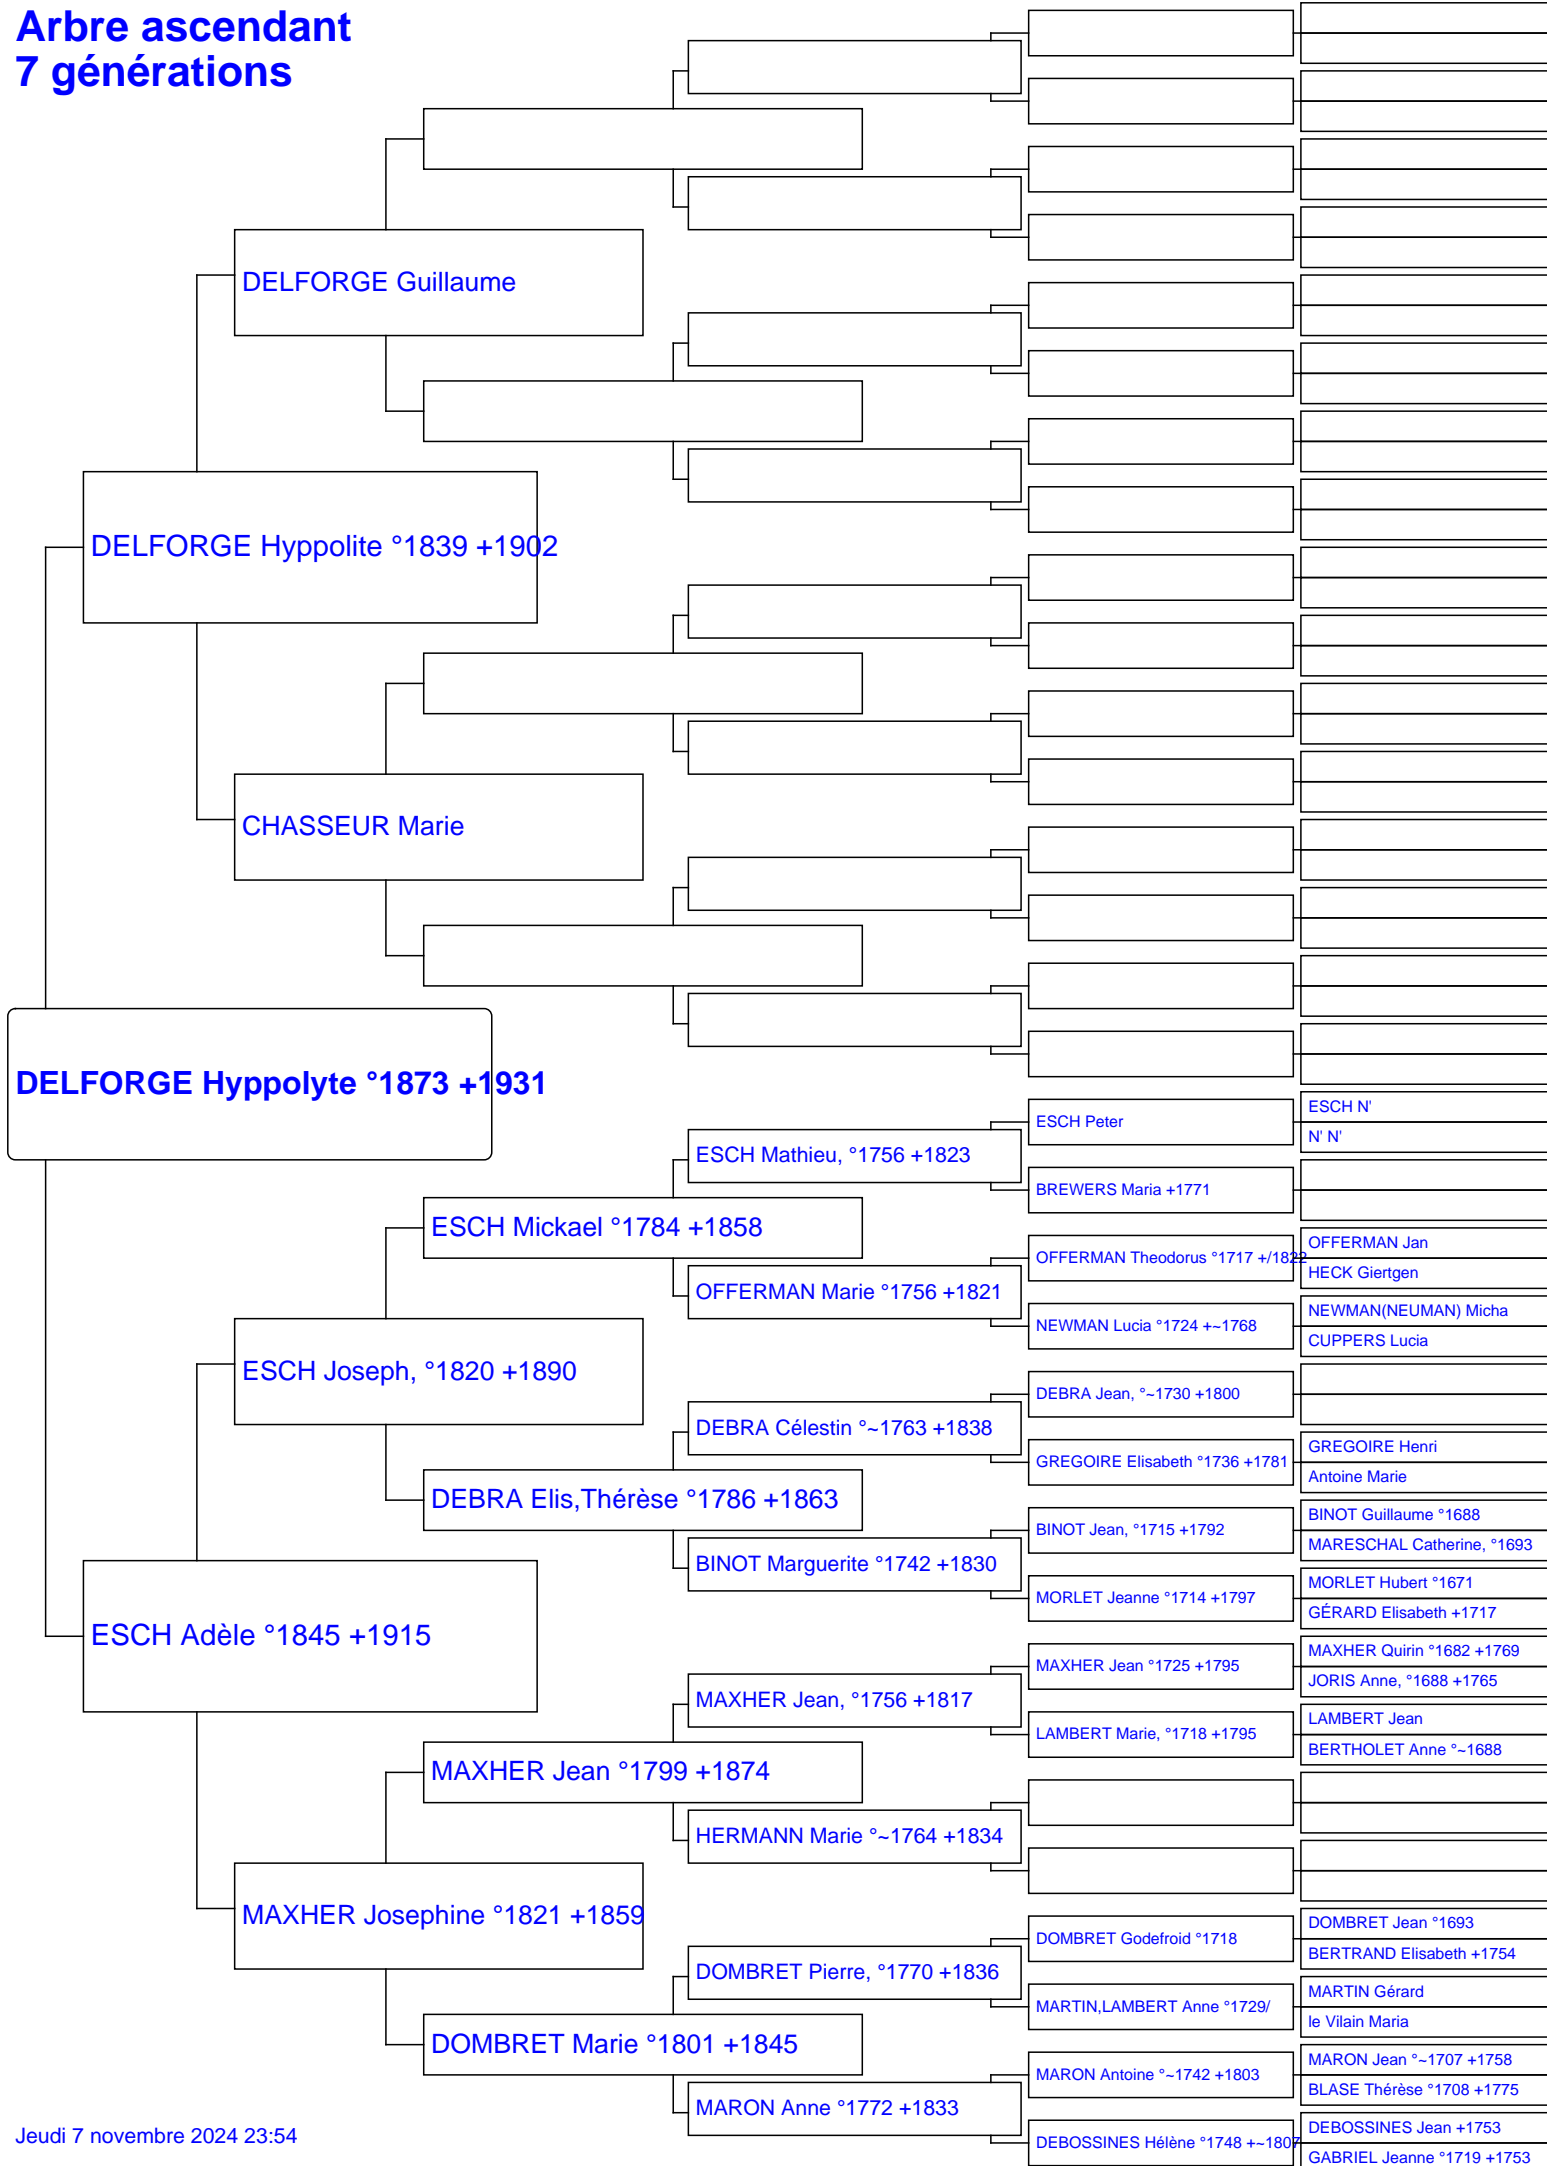 Arbre ascendant
7 générations
DELFORGE Guillaume
DELFORGE Hyppolite °1839 +1902
CHASSEUR Marie
DELFORGE Hyppolyte °1873 +1931
ESCH N'
ESCH Peter
N' N'
ESCH Mathieu, °1756 +1823
BREWERS Maria +1771
ESCH Mickael °1784 +1858
OFFERMAN Jan
OFFERMAN Theodorus °1717 +/1822
HECK Giertgen
OFFERMAN Marie °1756 +1821
NEWMAN(NEUMAN) Micha
NEWMAN Lucia °1724 +~1768
CUPPERS Lucia
ESCH Joseph, °1820 +1890
DEBRA Jean, °~1730 +1800
DEBRA Célestin °~1763 +1838
GREGOIRE Henri
GREGOIRE Elisabeth °1736 +1781
Antoine Marie
DEBRA Elis,Thérèse °1786 +1863
BINOT Guillaume °1688
BINOT Jean, °1715 +1792
MARESCHAL Catherine, °1693
BINOT Marguerite °1742 +1830
MORLET Hubert °1671
MORLET Jeanne °1714 +1797
GÉRARD Elisabeth +1717
ESCH Adèle °1845 +1915
MAXHER Quirin °1682 +1769
MAXHER Jean °1725 +1795
JORIS Anne, °1688 +1765
MAXHER Jean, °1756 +1817
LAMBERT Jean
LAMBERT Marie, °1718 +1795
BERTHOLET Anne °~1688
MAXHER Jean °1799 +1874
HERMANN Marie °~1764 +1834
MAXHER Josephine °1821 +1859
DOMBRET Jean °1693
DOMBRET Godefroid °1718
BERTRAND Elisabeth +1754
DOMBRET Pierre, °1770 +1836
MARTIN Gérard
MARTIN,LAMBERT Anne °1729/
le Vilain Maria
DOMBRET Marie °1801 +1845
MARON Jean °~1707 +1758
MARON Antoine °~1742 +1803
BLASE Thérèse °1708 +1775
MARON Anne °1772 +1833
DEBOSSINES Jean +1753
DEBOSSINES Hélène °1748 +~1807
GABRIEL Jeanne °1719 +1753
Jeudi 7 novembre 2024 23:54